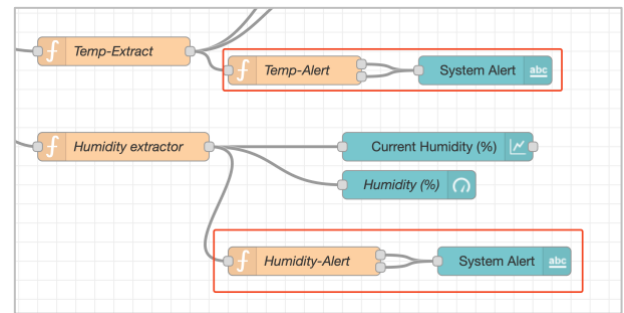 Temp-Extract
Temp-Alert
System Alert
abc
Humidity extractor
Current Humidity (%)
Humidity (%)
Humidity-Alert
System Alert
abc